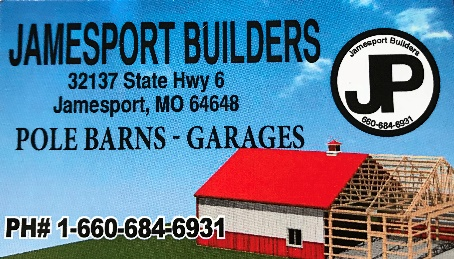 JAMESPORT BUILDERS
32137 State Hwy 6
Jamesport, MO 64648
POLE BARNS - GARAGES
PH# 1-660-684-6931
Jamesport Builders
JP
660-684-6931